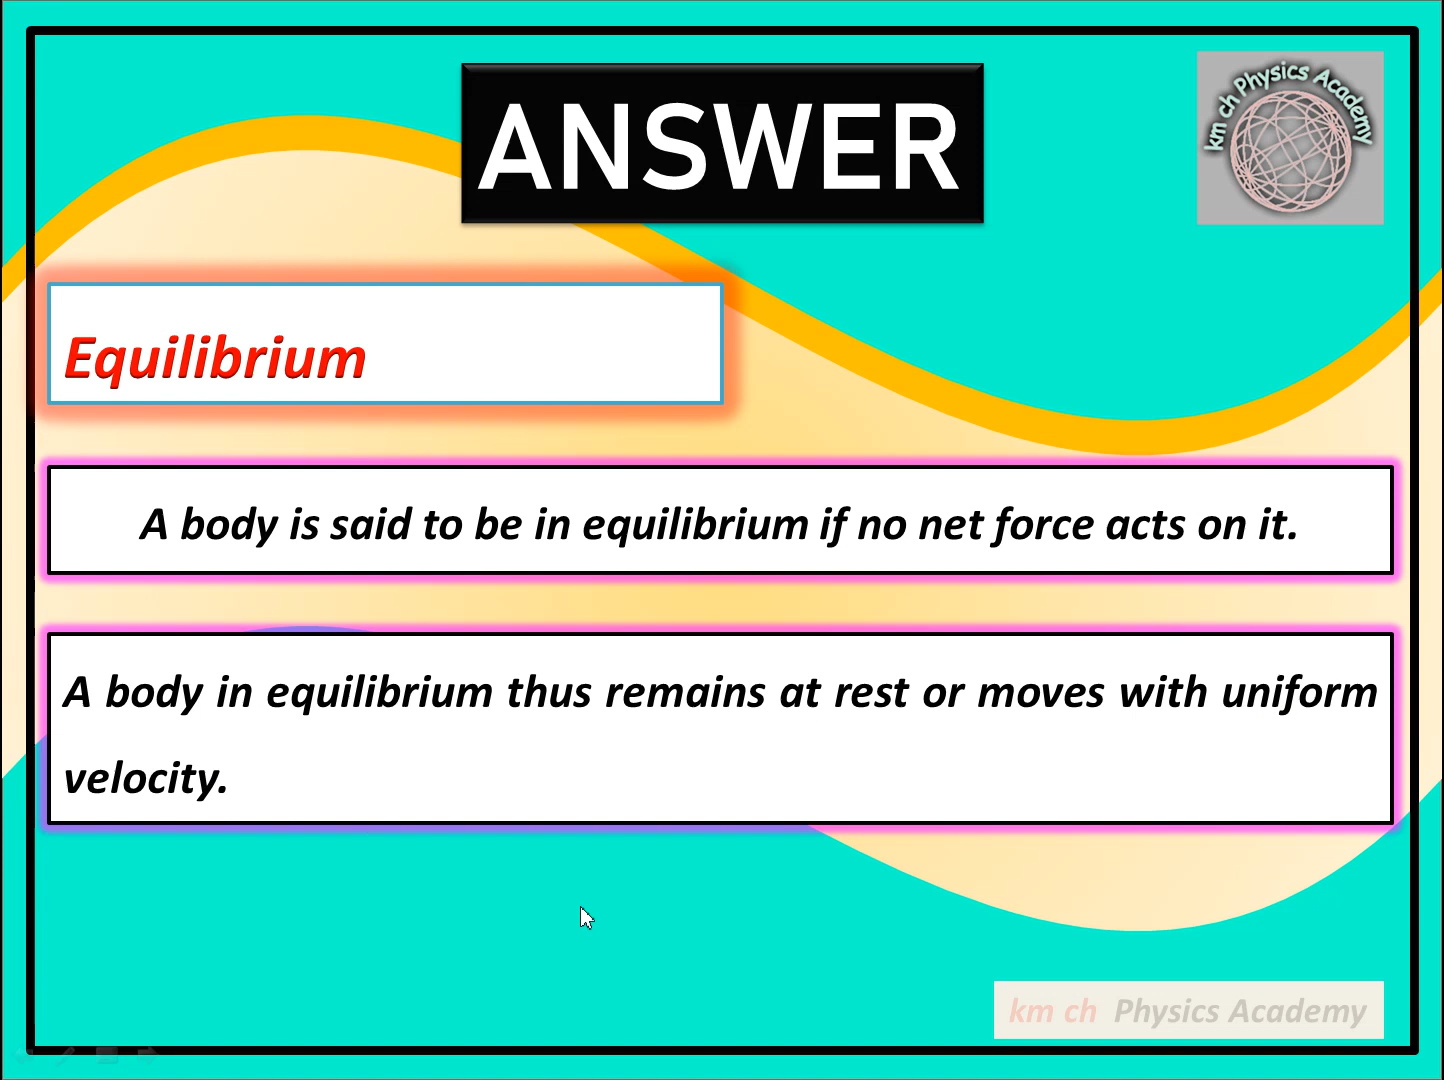 ANSWER
km ch Physics Academy
Equilibrium
A body is said to be in equilibrium if no net force acts on it.
A body in equilibrium thus remains at rest or moves with uniform
velocity.
km ch Physics Academy